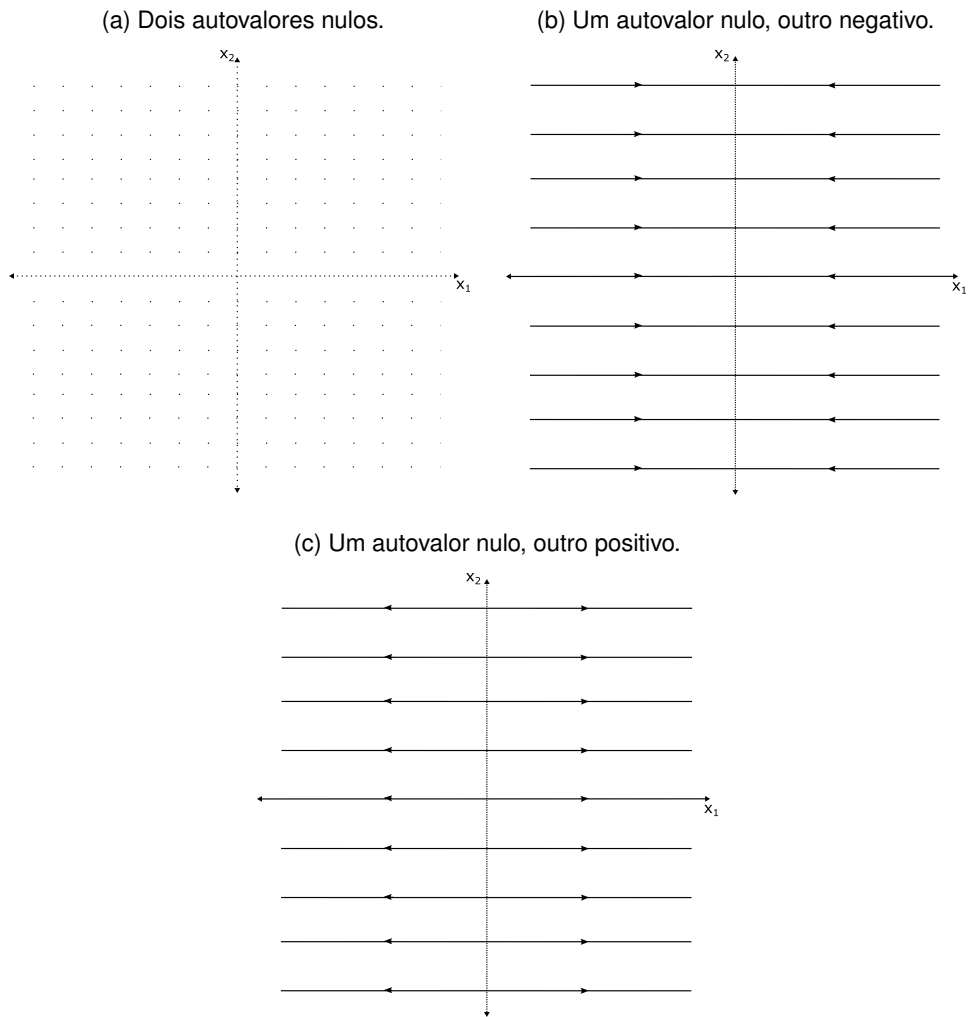 (a) Dois autovalores nulos.
x₂
x₁
(b) Um autovalor nulo, outro negativo.
x₂
x₁
(c) Um autovalor nulo, outro positivo.
x₂
x₁